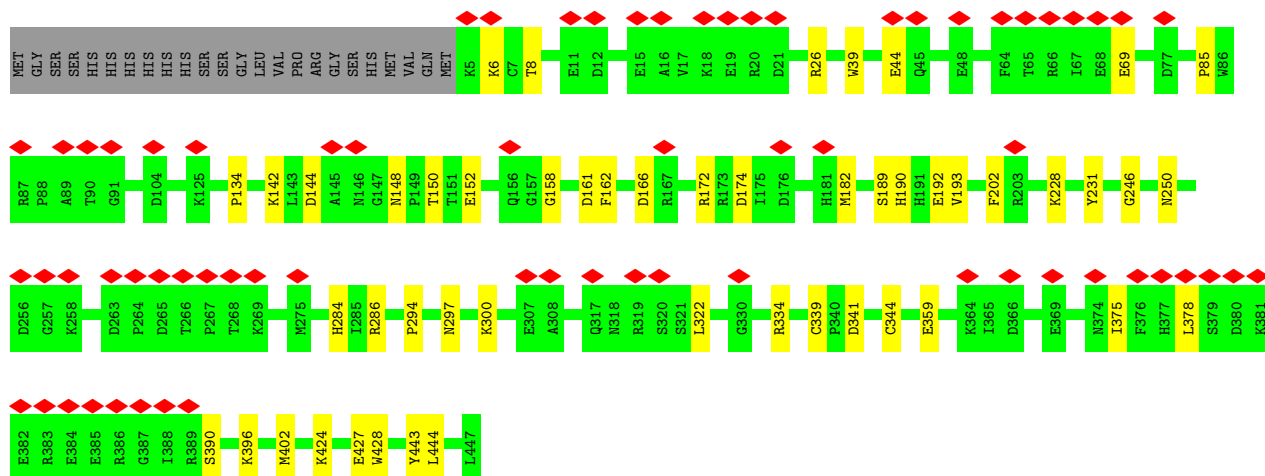 MET GLY SER SER HIS HIS HIS HIS HIS HIS SER SER GLY LEU VAL PRO ARG GLY SER HIS MET VAL GLN MET K5 K6 C7 T8 E11 D12 E15 A16 V17 K18 E19 R20 D21 R26 W39 E44 Q45 E48 F64 T65 R66 I67 E68 E69 D77 P85 W86
R87 P88 A89 T90 G91 D104 K125 P134 K142 L143 D144 A145 N146 G147 N148 P149 T150 T151 E152 Q156 G157 G158 D161 F162 D166 R167 R172 R173 D174 I175 D176 H181 M182 S189 H190 H191 E192 V193 F202 R203 K228 Y231 G246 N250
D256 G257 K258 D263 P264 D265 T266 P267 T268 K269 M275 H284 I285 R286 P294 N297 K300 E307 A308 Q317 N318 R319 S320 S321 L322 G330 R334 C339 P340 D341 C344 E359 K364 I365 D366 E369 N374 I375 F376 H377 L378 S379 D380 K381
E382 R383 E384 E385 R386 G387 I388 R389 S390 K396 M402 K424 E427 W428 Y443 L444 L447